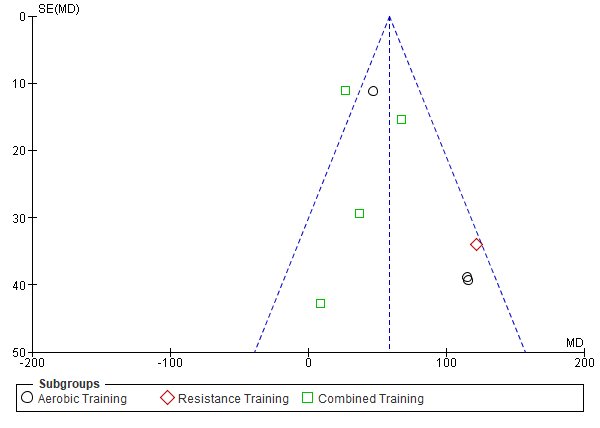 SE(MD)
0
10
20
30
40
50
-200
-100
0
100
200
MD
Subgroups
Aerobic Training
Resistance Training
Combined Training